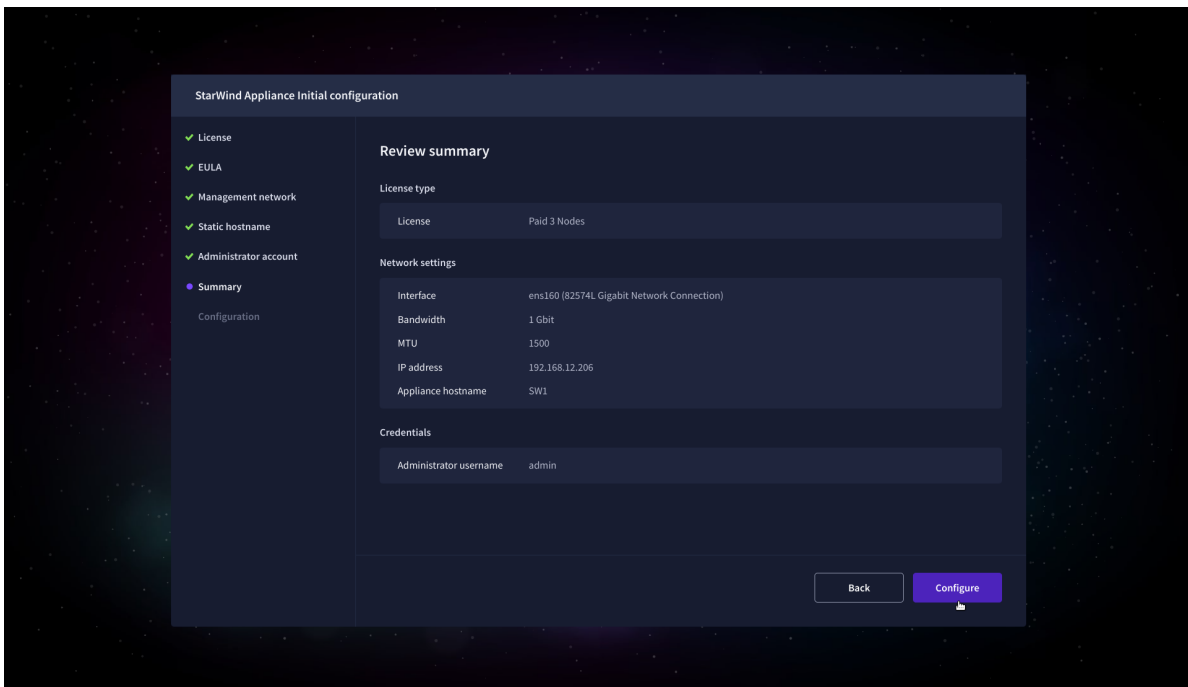 StarWind Appliance Initial configuration
License
EULA
Management network
Static hostname
Administrator account
Summary
Configuration
Review summary
License type
License Paid 3 Nodes
Network settings
Interface ens160 (82574L Gigabit Network Connection)
Bandwidth 1 Gbit
MTU 1500
IP address 192.168.12.206
Appliance hostname SW1
Credentials
Administrator username admin
Back Configure